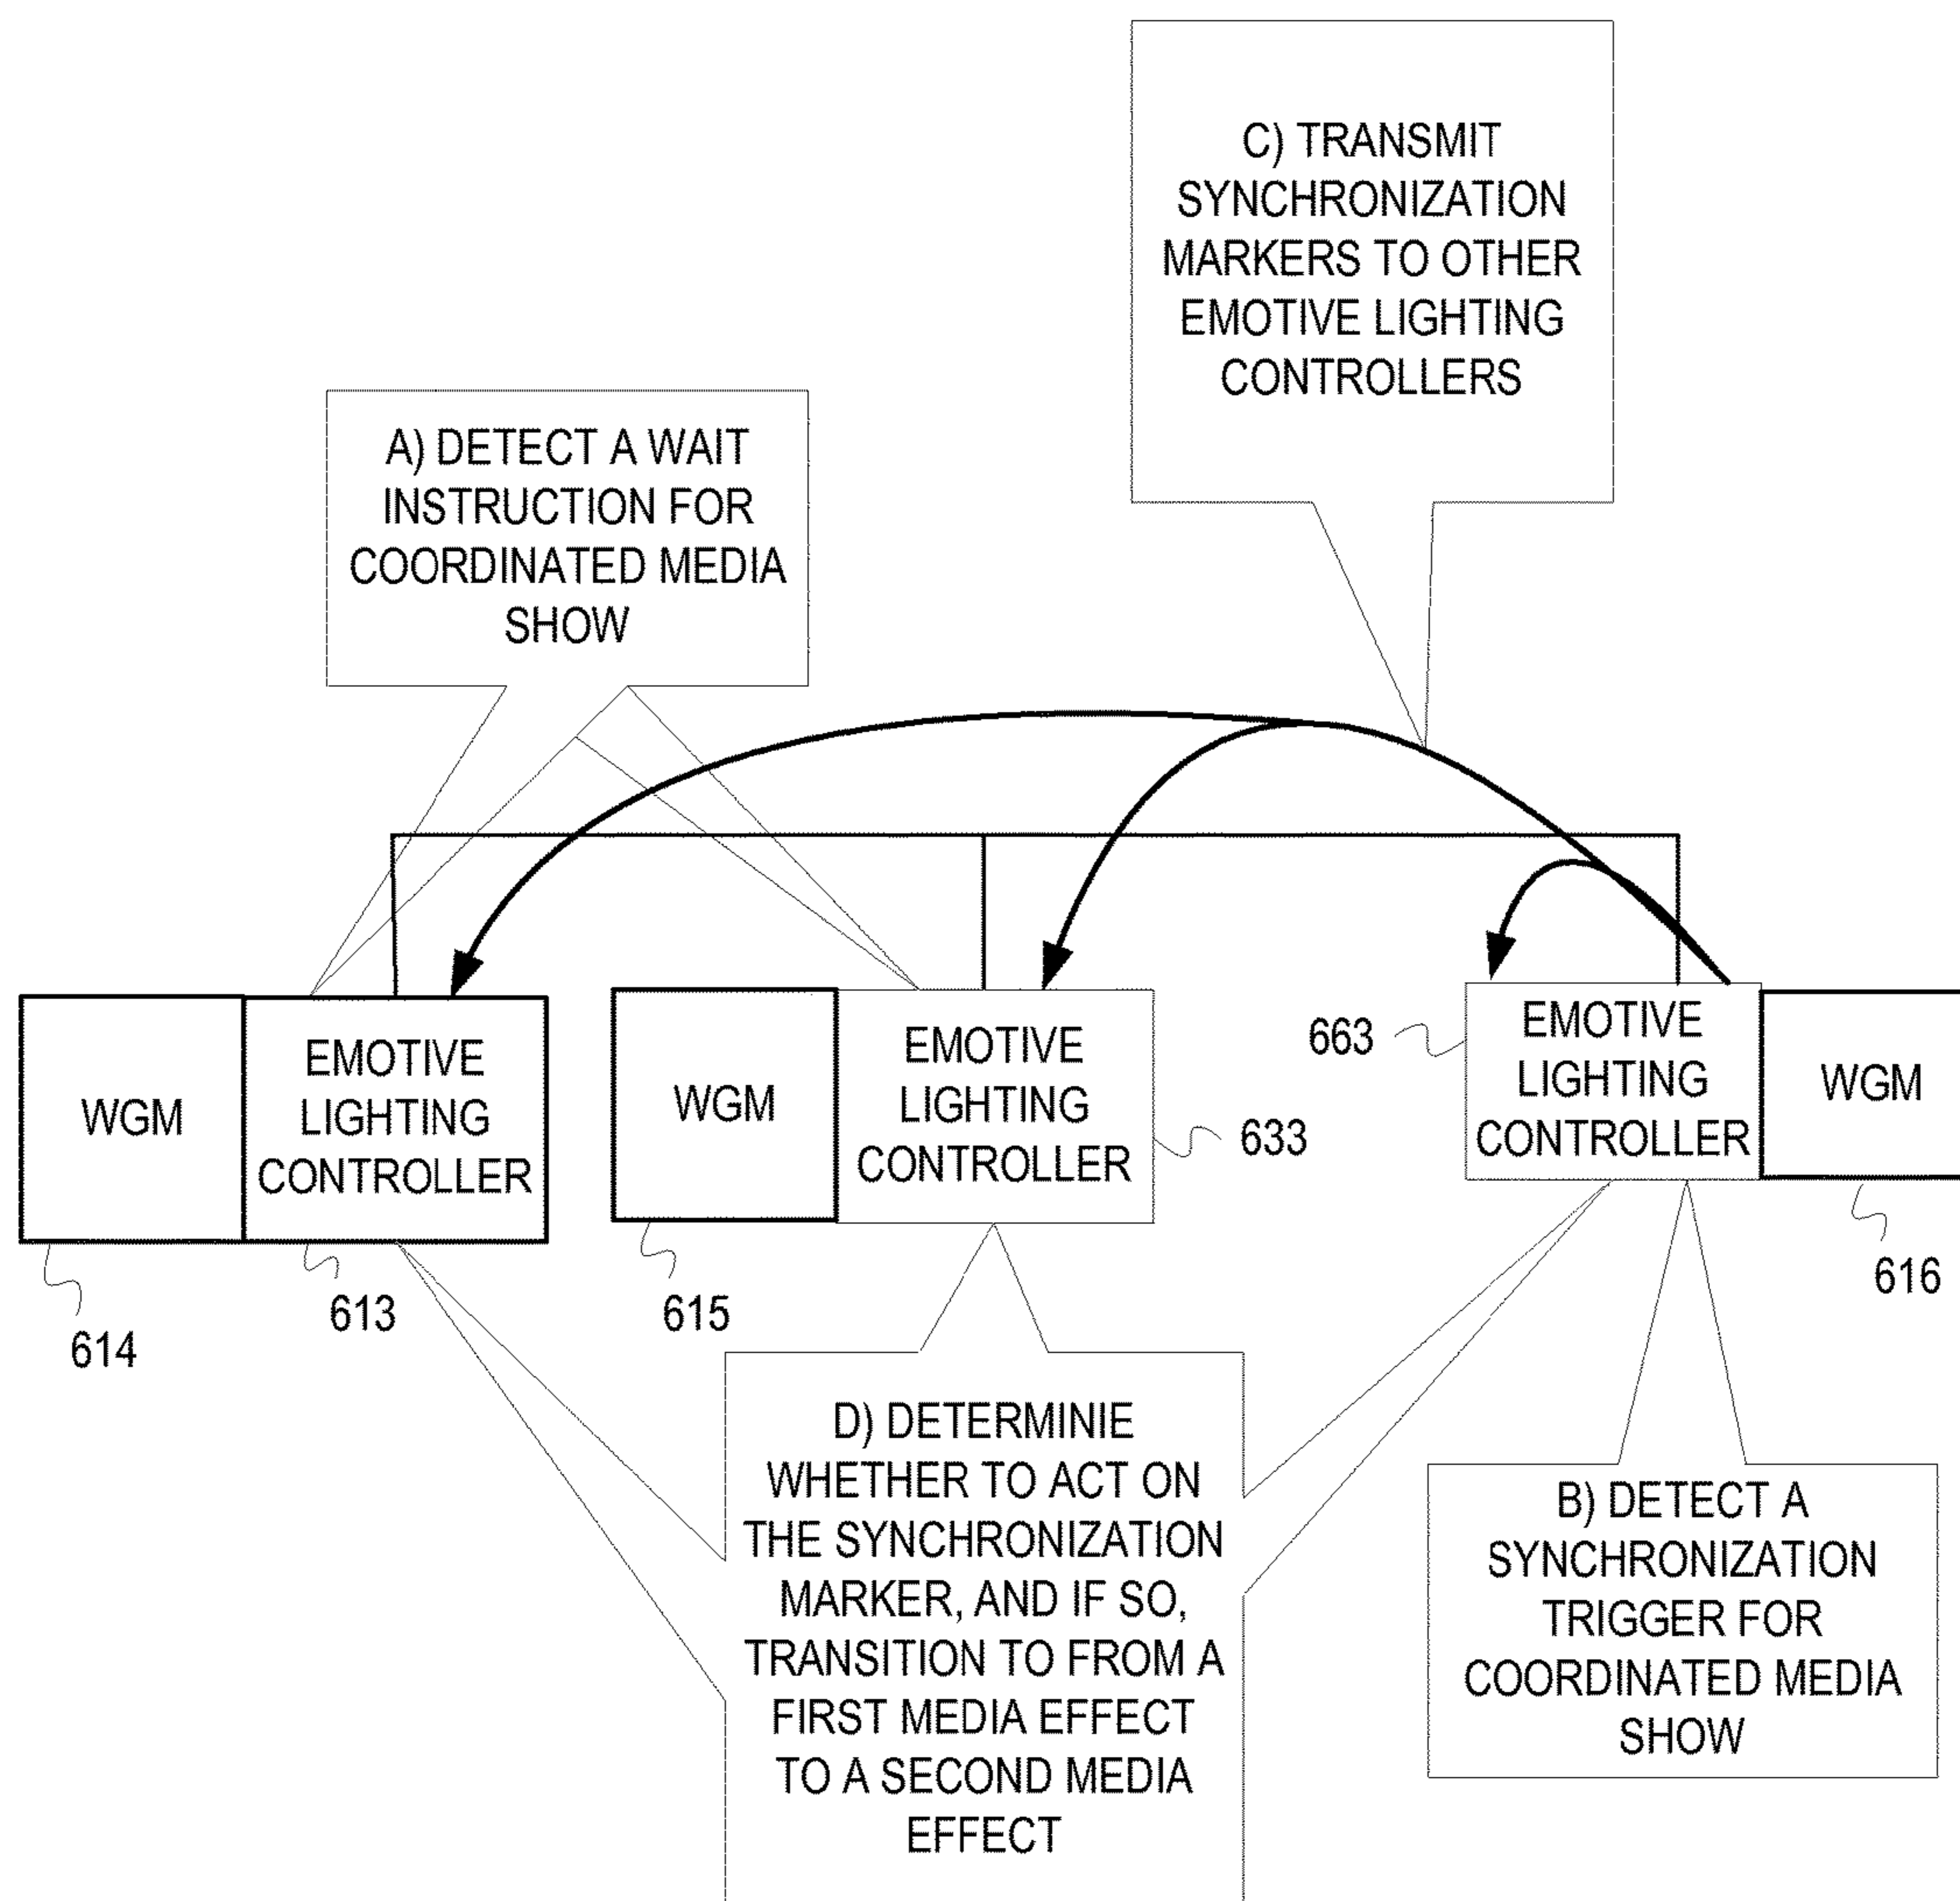 C) TRANSMIT
SYNCHRONIZATION
MARKERS TO OTHER
EMOTIVE LIGHTING
CONTROLLERS
A) DETECT A WAIT
INSTRUCTION FOR
COORDINATED MEDIA
SHOW
WGM
EMOTIVE
LIGHTING
CONTROLLER
WGM
EMOTIVE
LIGHTING
CONTROLLER
663
EMOTIVE
LIGHTING
CONTROLLER
WGM
633
614
613
615
616
D) DETERMINIE
WHETHER TO ACT ON
THE SYNCHRONIZATION
MARKER, AND IF SO,
TRANSITION TO FROM A
FIRST MEDIA EFFECT
TO A SECOND MEDIA
EFFECT
B) DETECT A
SYNCHRONIZATION
TRIGGER FOR
COORDINATED MEDIA
SHOW